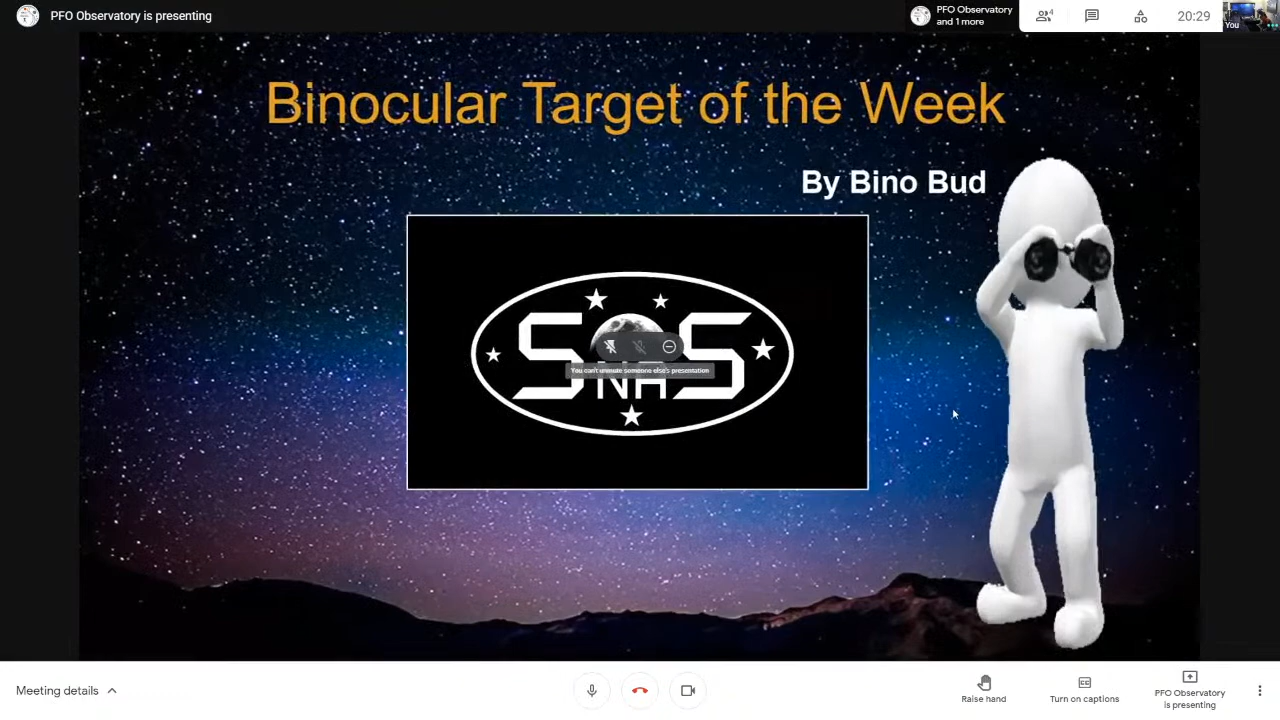 PFO Observatory is presenting
PFO Observatory
and 1 more
4
20:29
You
Binocular Target of the Week
By Bino Bud
SNAS
You can't unmute someone else's presentation
Meeting details
Raise hand
Turn on captions
PFO Observatory
is presenting